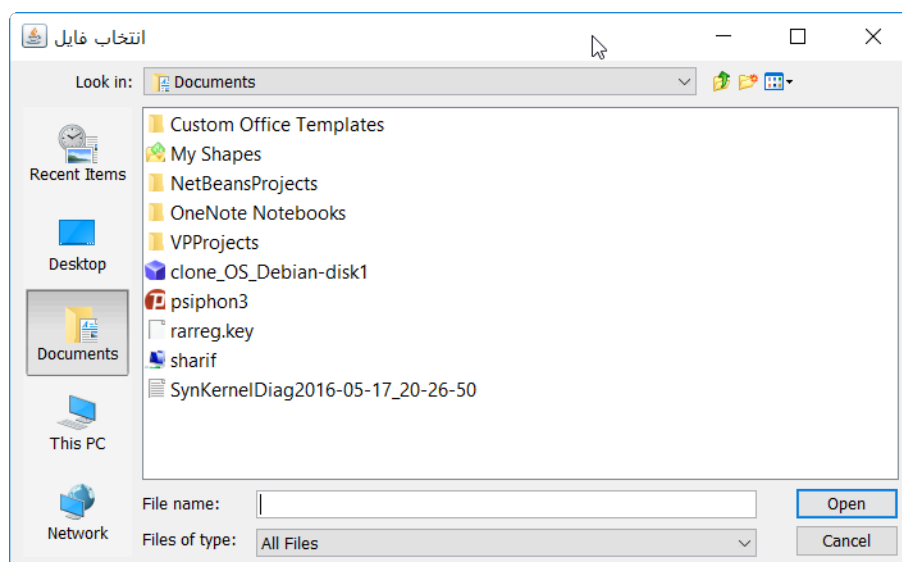 انتخاب فایل
Look in: Documents
Recent Items
Desktop
Documents
This PC
Network
Custom Office Templates
My Shapes
NetBeansProjects
OneNote Notebooks
VPProjects
clone_OS_Debian-disk1
psiphon3
rarreg.key
sharif
SynKernelDiag2016-05-17_20-26-50
File name:
Open
Files of type: All Files
Cancel